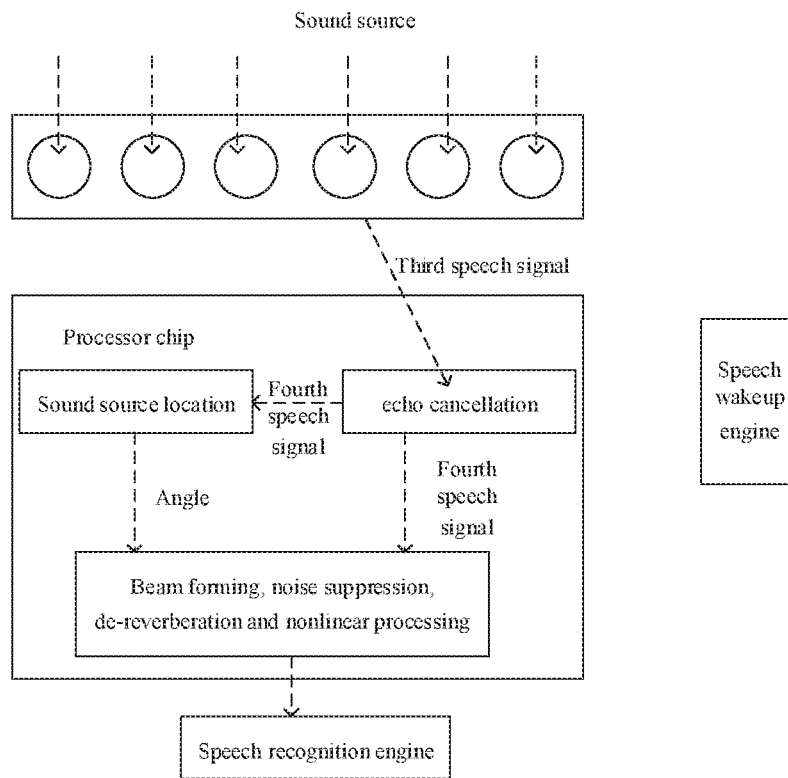 Sound source
Third speech signal
Processor chip
Sound source location
Fourth
speech
signal
echo cancellation
Speech
wakeup
engine
Angle
Fourth
speech
signal
Beam forming, noise suppression,
de-reverberation and nonlinear processing
Speech recognition engine